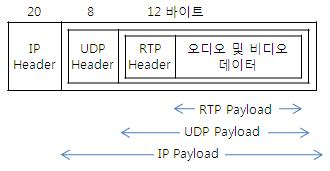 20 8 12 바이트
IP Header UDP Header RTP Header 오디오 및 비디오 데이터
RTP Payload
UDP Payload
IP Payload